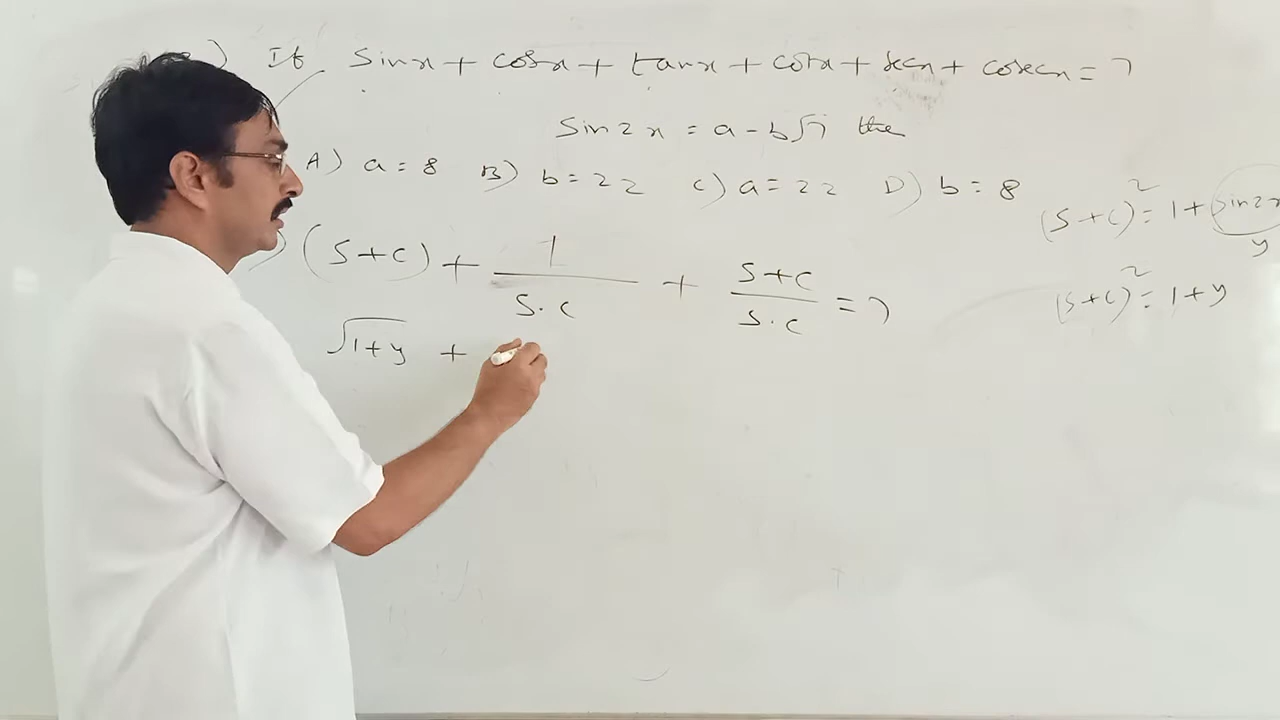 ) If sinx + cosx + tanx + cotx + secx + cosecx = 7
Sin2x = a - b√7 the
A) a = 8 B) b = 22 C) a = 22 D) b = 8
) (S+C) + 1/S.C + S+C/S.C = 7
√1+y +
(S+C)² = 1 + Sin2x
y
(S+C)² = 1+y